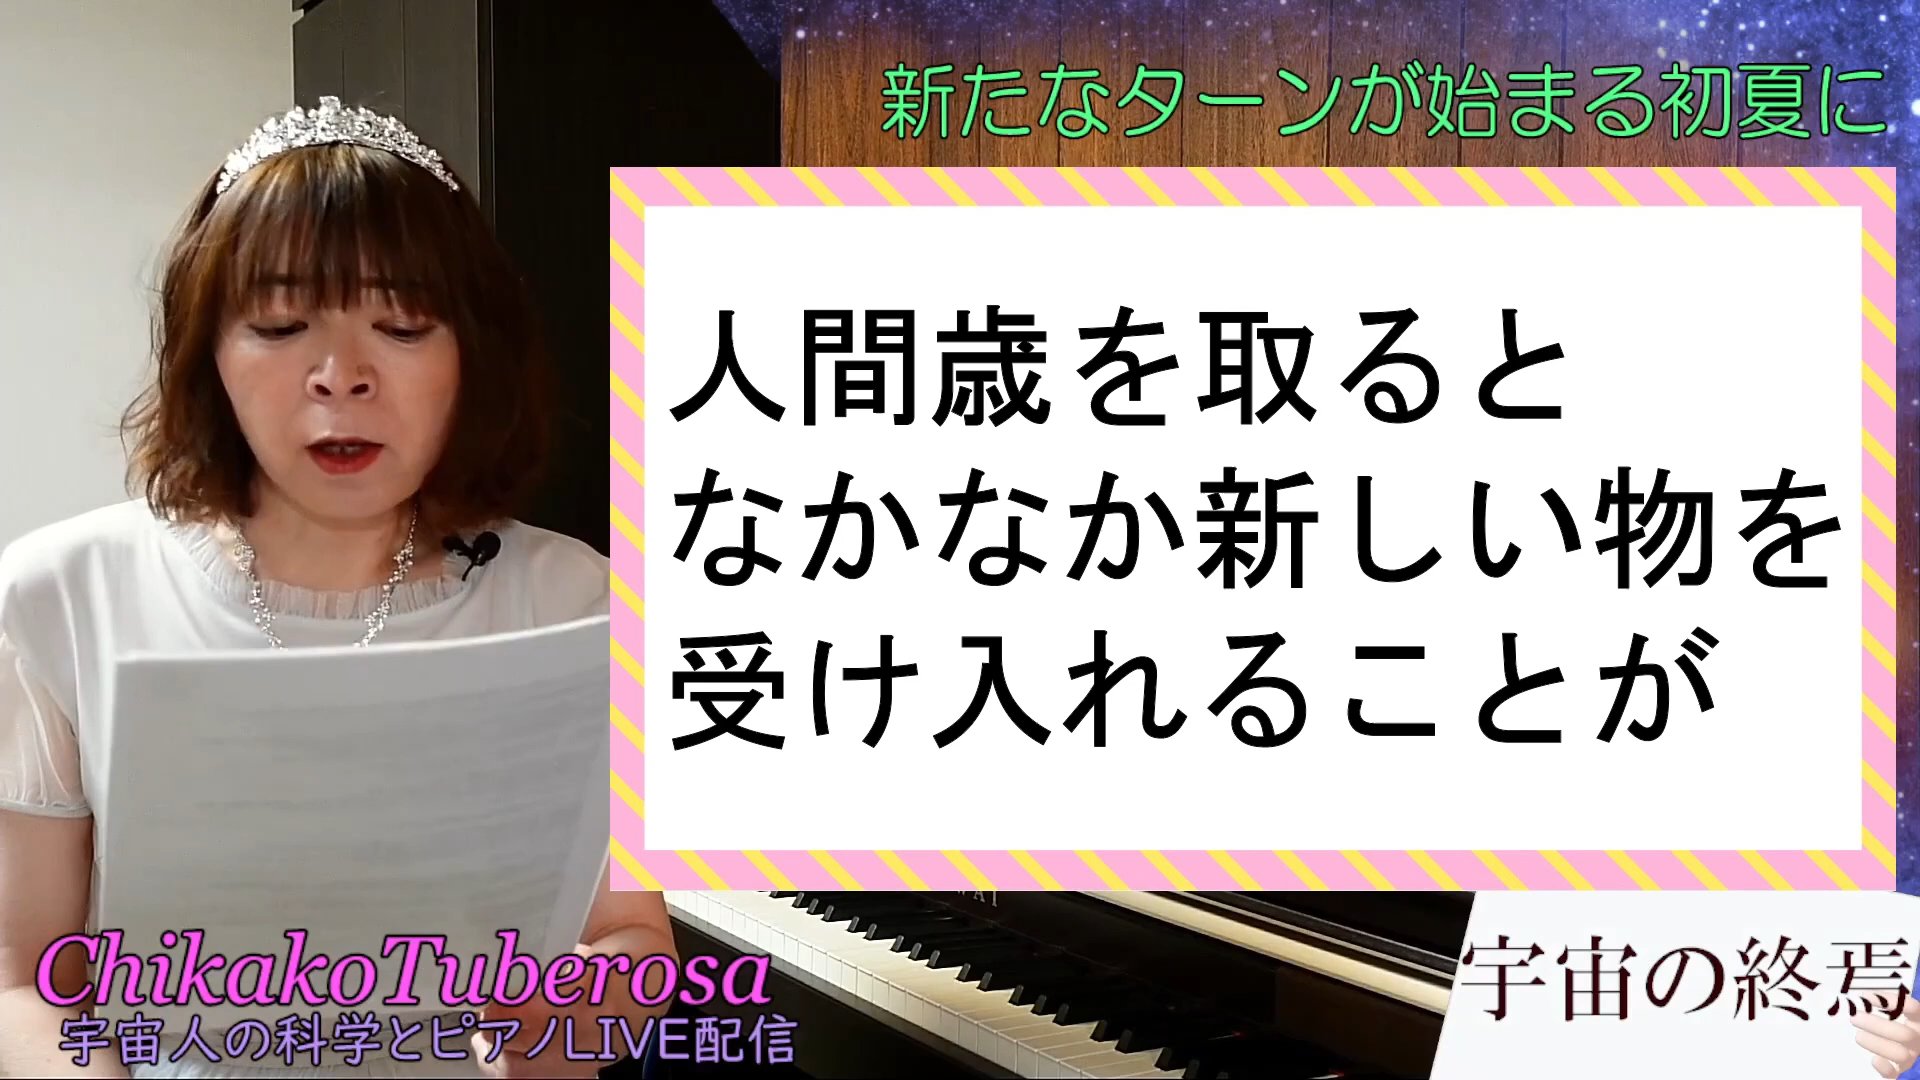 新たなターンが始まる初夏に
人間歳を取ると
なかなか新しい物を
受け入れることが
ChikakoTuberosa
宇宙人の科学とピアノLIVE配信
宇宙の終焉